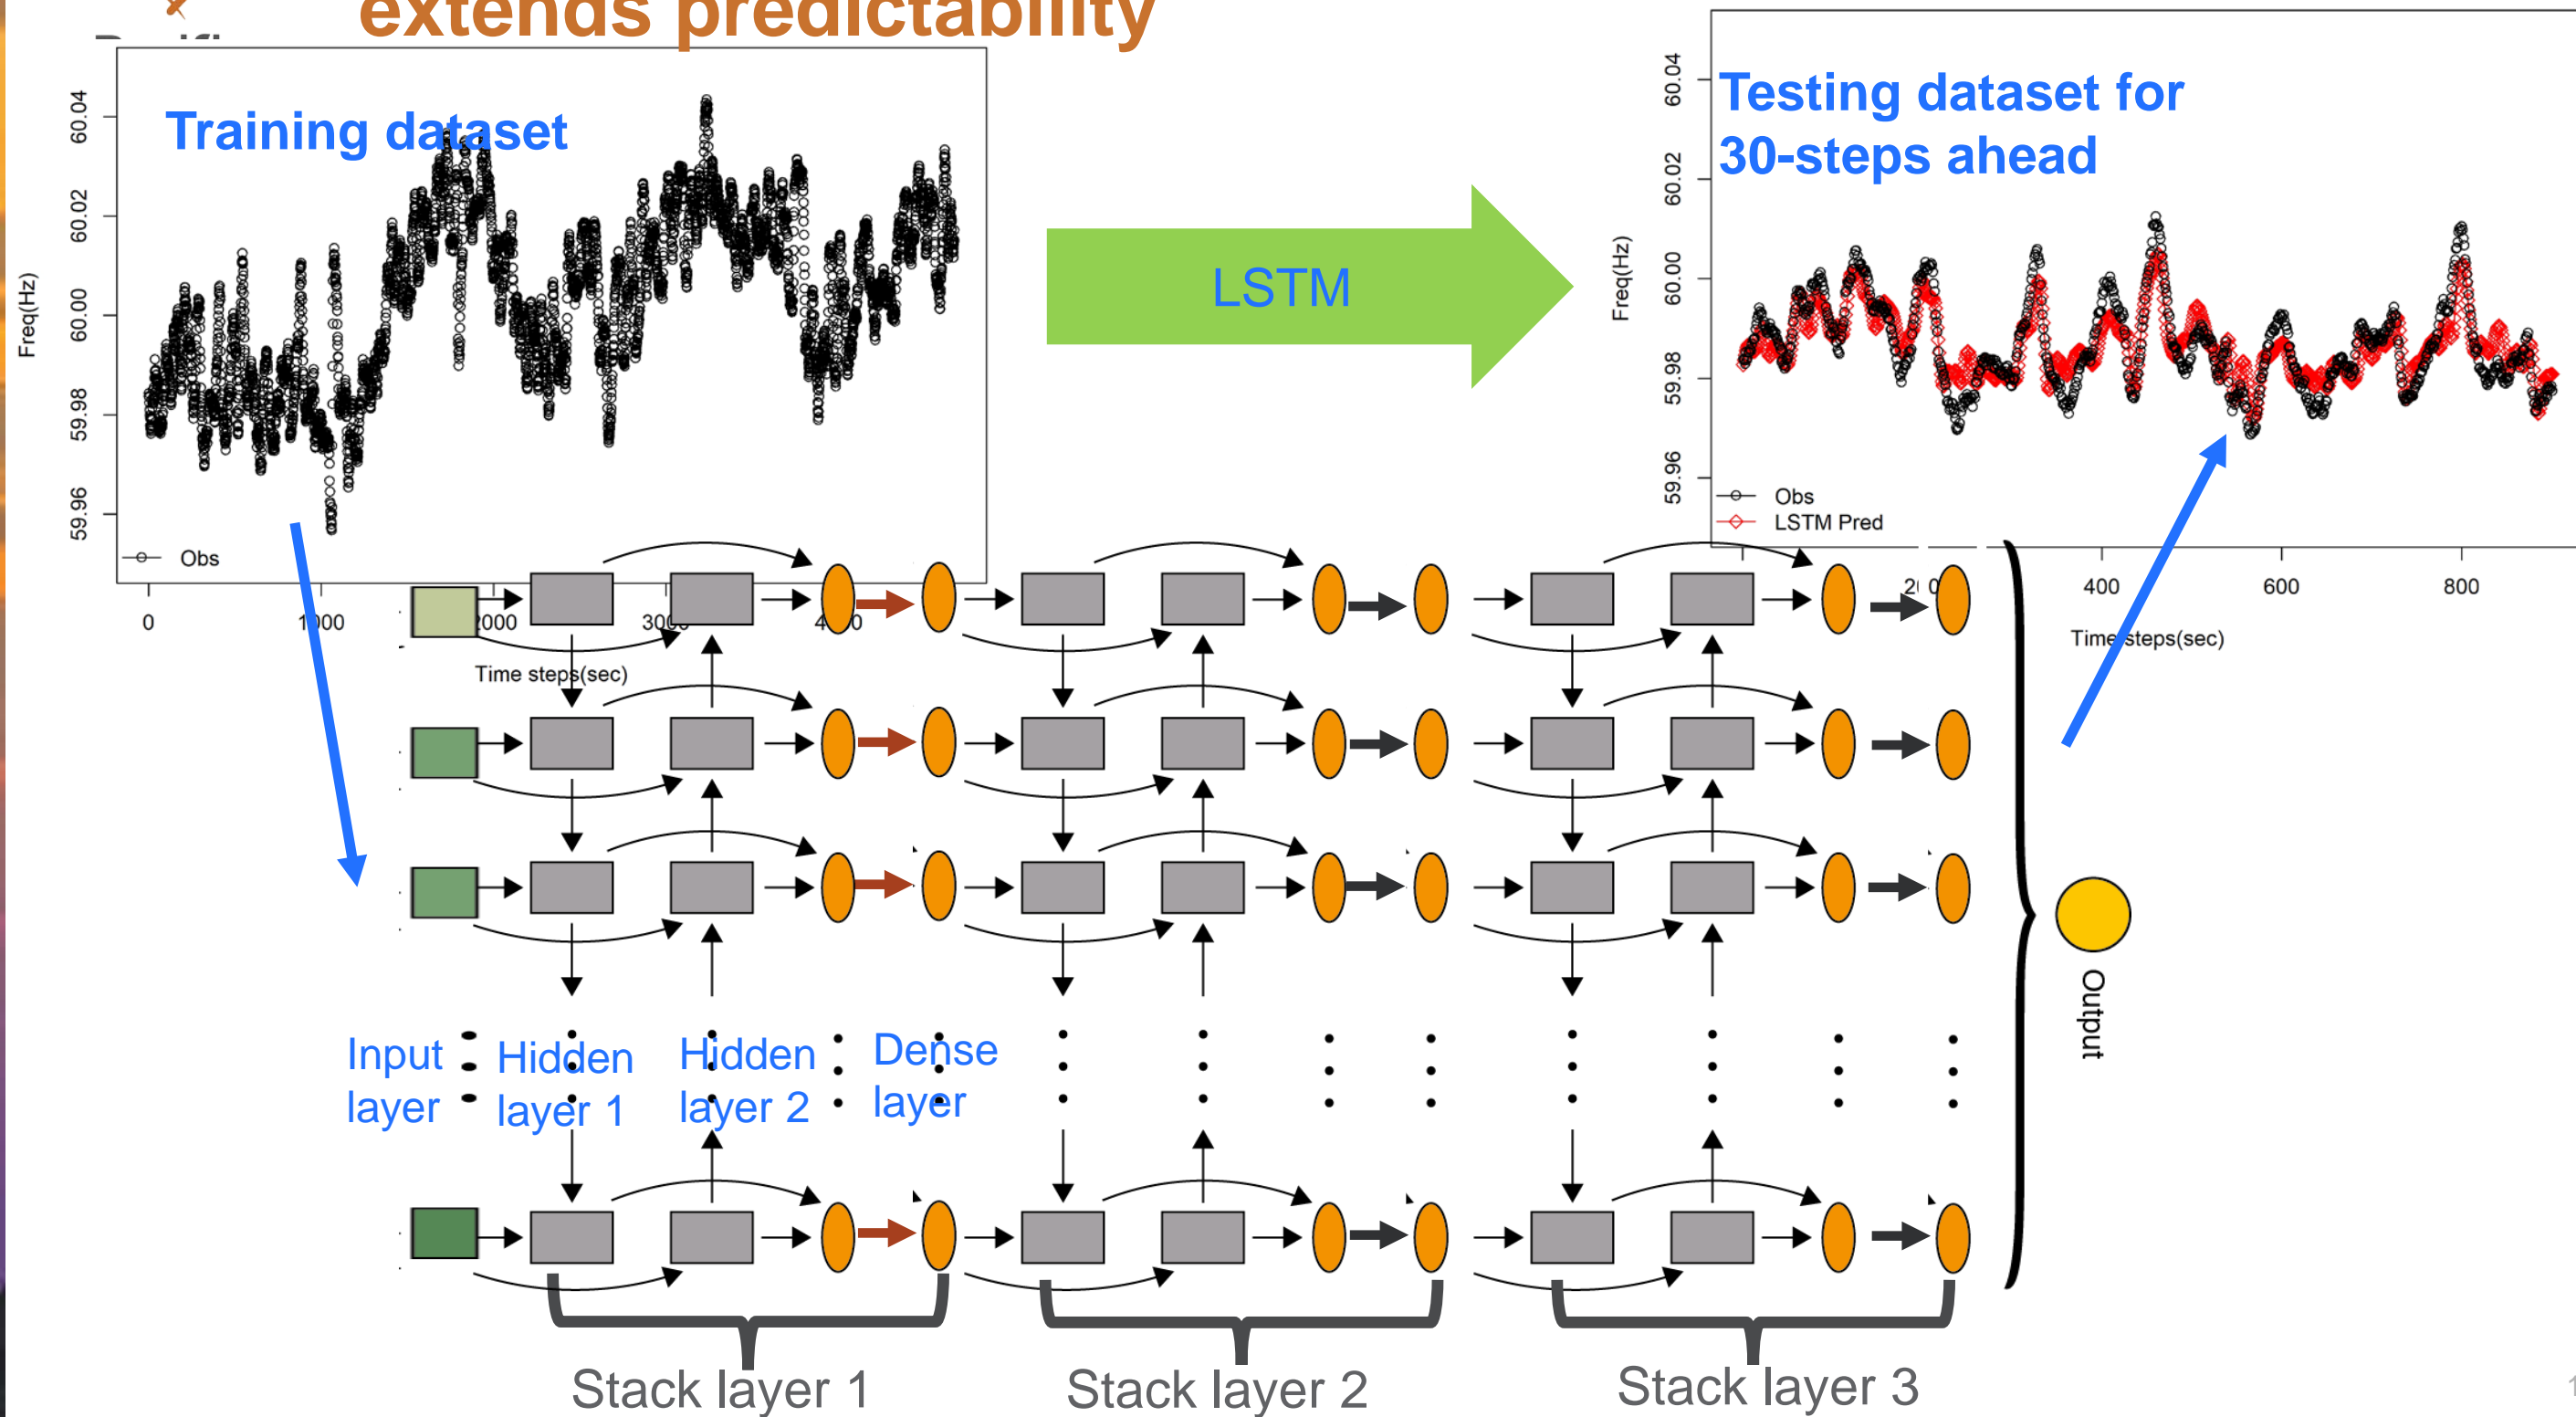 extends predictability
Training dataset
Freq(Hz)
60.04
60.02
60.00
59.98
59.96
Obs
0
1000
2000
3000
Time steps(sec)
LSTM
Testing dataset for
30-steps ahead
Freq(Hz)
60.04
60.02
60.00
59.98
59.96
Obs
LSTM Pred
400
600
800
Time steps(sec)
Input
layer
Hidden
layer 1
Hidden
layer 2
Dense
layer
Output
Stack layer 1
Stack layer 2
Stack layer 3